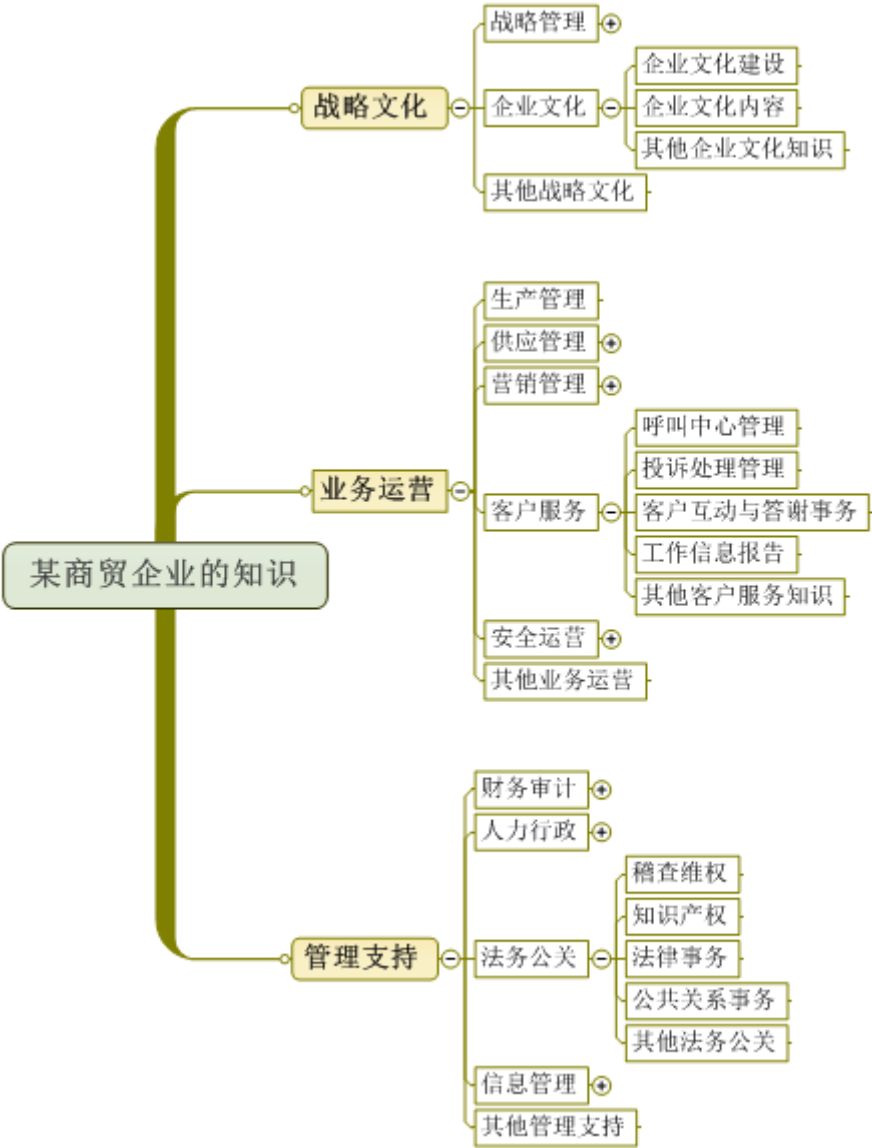 战略管理
企业文化建设
战略文化
企业文化
企业文化内容
其他企业文化知识
其他战略文化
生产管理
供应管理
营销管理
呼叫中心管理
投诉处理管理
业务运营
客户服务
客户互动与答谢事务
工作信息报告
某商贸企业的知识
其他客户服务知识
安全运营
其他业务运营
财务审计
人力行政
稽查维权
知识产权
管理支持
法务公关
法律事务
公共关系事务
其他法务公关
信息管理
其他管理支持